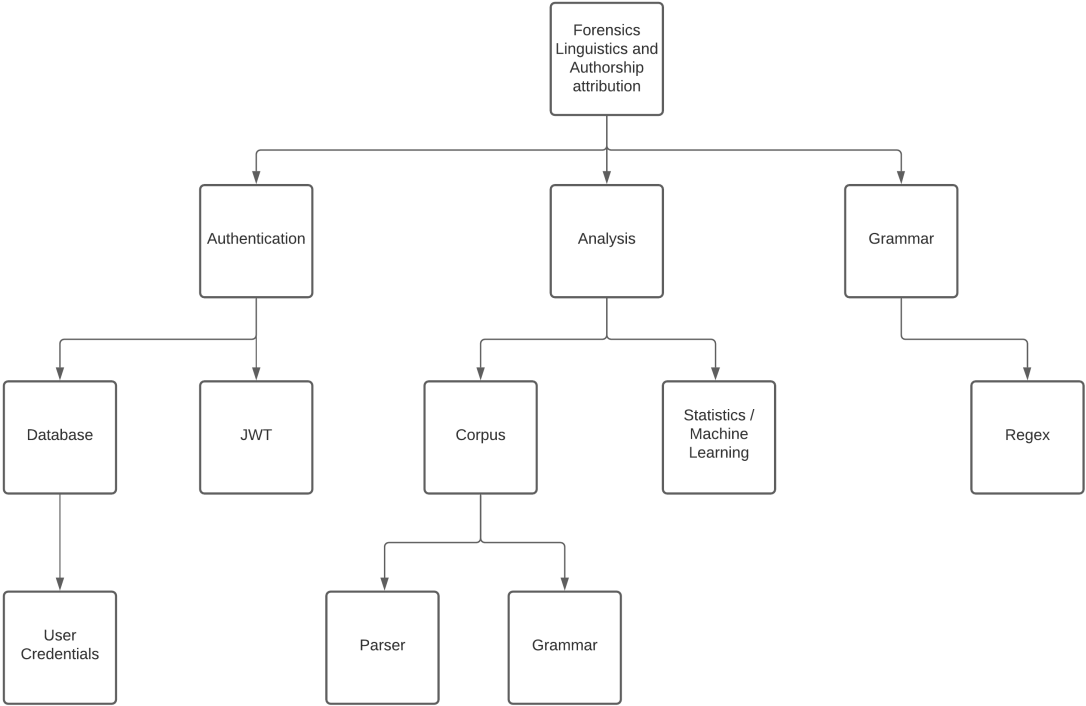 Forensics
Linguistics and
Authorship
attribution
Authentication
Analysis
Grammar
Database
JWT
Corpus
Statistics /
Machine
Learning
Regex
User
Credentials
Parser
Grammar